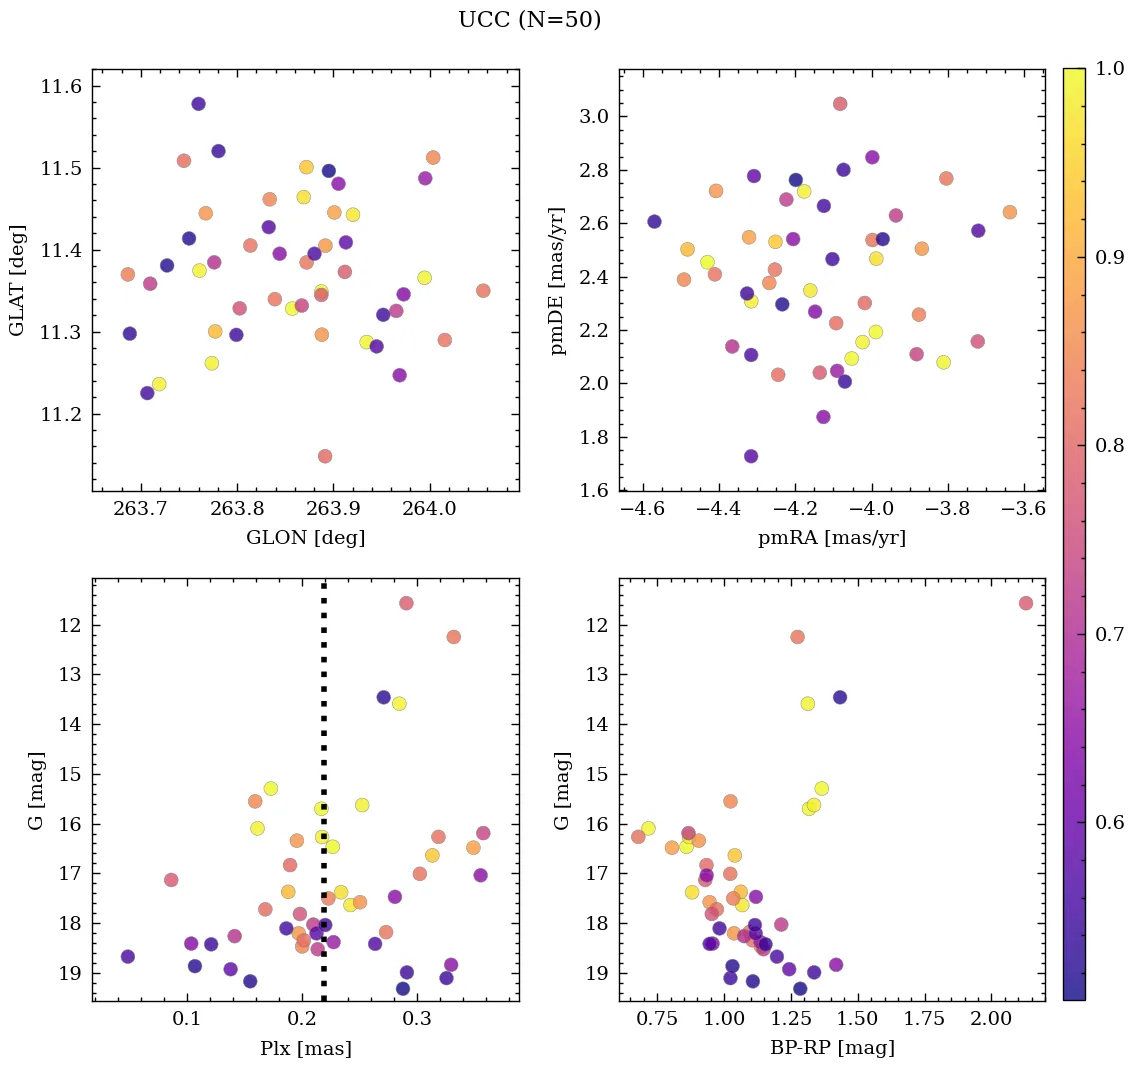 UCC (N=50)
11.6
11.5
11.4
11.3
11.2
GLAT [deg]
263.7 263.8 263.9 264.0
GLON [deg]
3.0
2.8
2.6
2.4
2.2
2.0
1.8
1.6
pmDE [mas/yr]
−4.6 −4.4 −4.2 −4.0 −3.8 −3.6
pmRA [mas/yr]
12
13
14
15
16
17
18
19
G [mag]
0.1 0.2 0.3
Plx [mas]
12
13
14
15
16
17
18
19
G [mag]
0.75 1.00 1.25 1.50 1.75 2.00
BP-RP [mag]
1.0
0.9
0.8
0.7
0.6